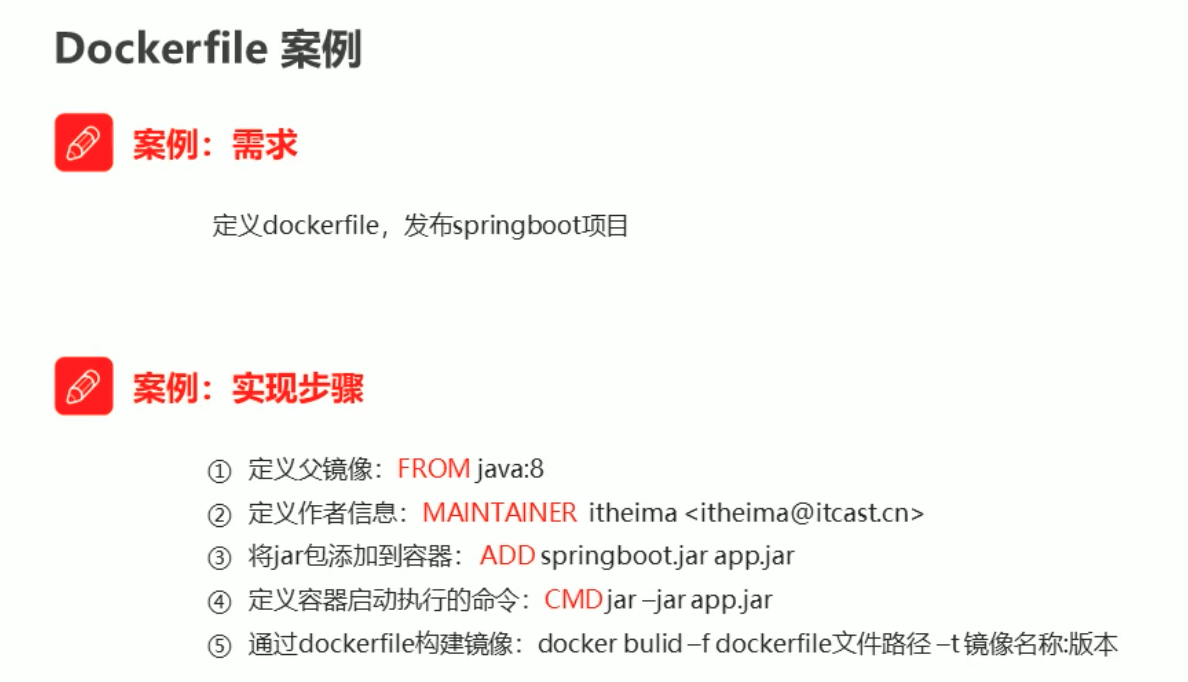 Dockerfile 案例
案例：需求
定义dockerfile，发布springboot项目
案例：实现步骤
① 定义父镜像：FROM java:8
② 定义作者信息：MAINTAINER itheima <itheima@itcast.cn>
③ 将jar包添加到容器：ADD springboot.jar app.jar
④ 定义容器启动执行的命令：CMD jar –jar app.jar
⑤ 通过dockerfile构建镜像：docker bulid –f dockerfile文件路径 –t 镜像名称:版本